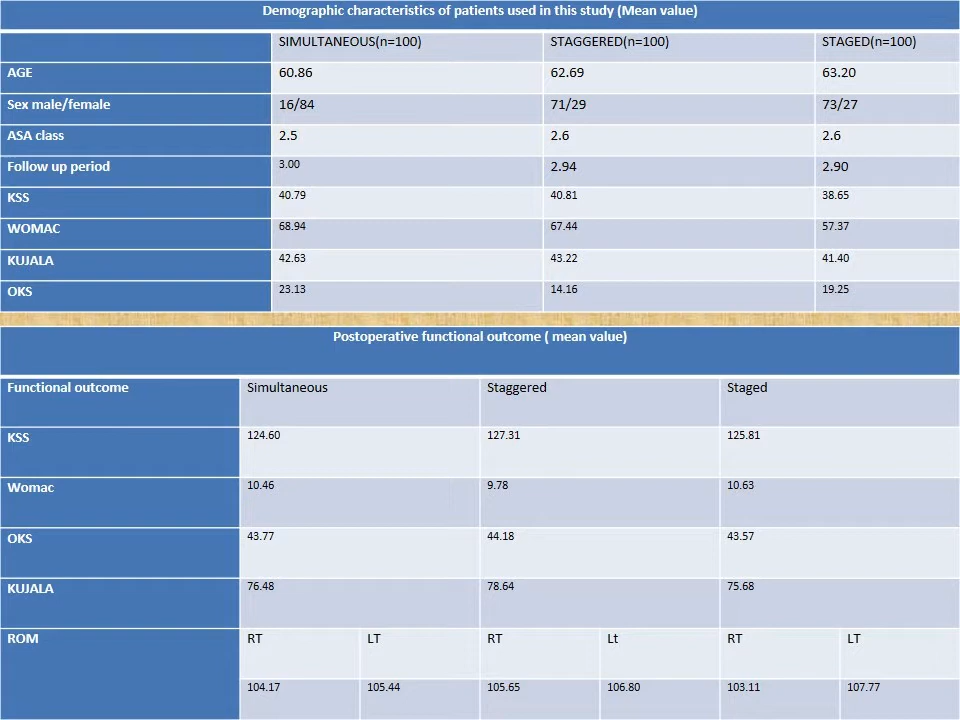 Demographic characteristics of patients used in this study (Mean value)
SIMULTANEOUS(n=100) STAGGERED(n=100) STAGED(n=100)
AGE 60.86 62.69 63.20
Sex male/female 16/84 71/29 73/27
ASA class 2.5 2.6 2.6
Follow up period 3.00 2.94 2.90
KSS 40.79 40.81 38.65
WOMAC 68.94 67.44 57.37
KUJALA 42.63 43.22 41.40
OKS 23.13 14.16 19.25
Postoperative functional outcome ( mean value)
Functional outcome Simultaneous Staggered Staged
KSS 124.60 127.31 125.81
Womac 10.46 9.78 10.63
OKS 43.77 44.18 43.57
KUJALA 76.48 78.64 75.68
ROM RT LT RT Lt RT LT
104.17 105.44 105.65 106.80 103.11 107.77